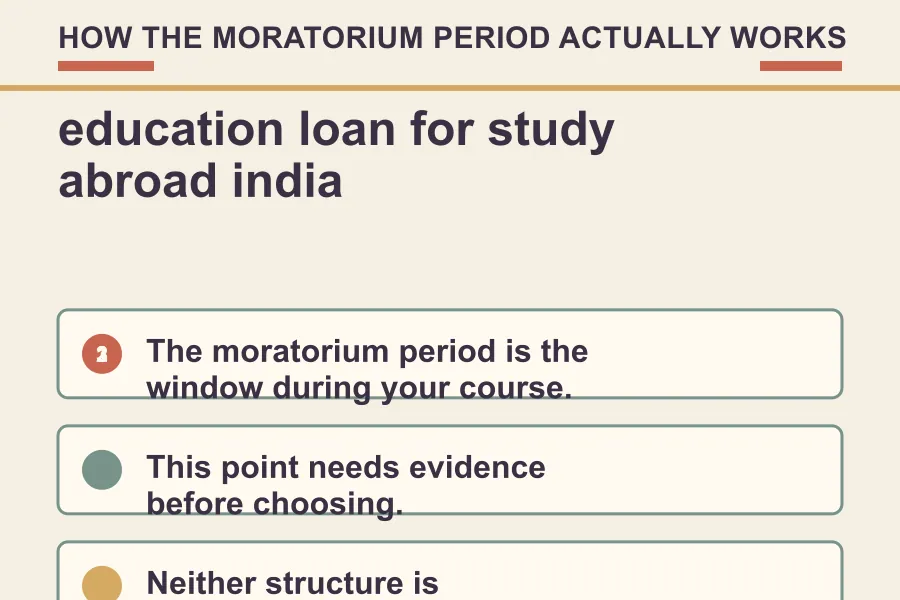 HOW THE MORATORIUM PERIOD ACTUALLY WORKS
education loan for study
abroad india
The moratorium period is the
window during your course.
This point needs evidence
before choosing.
Neither structure is